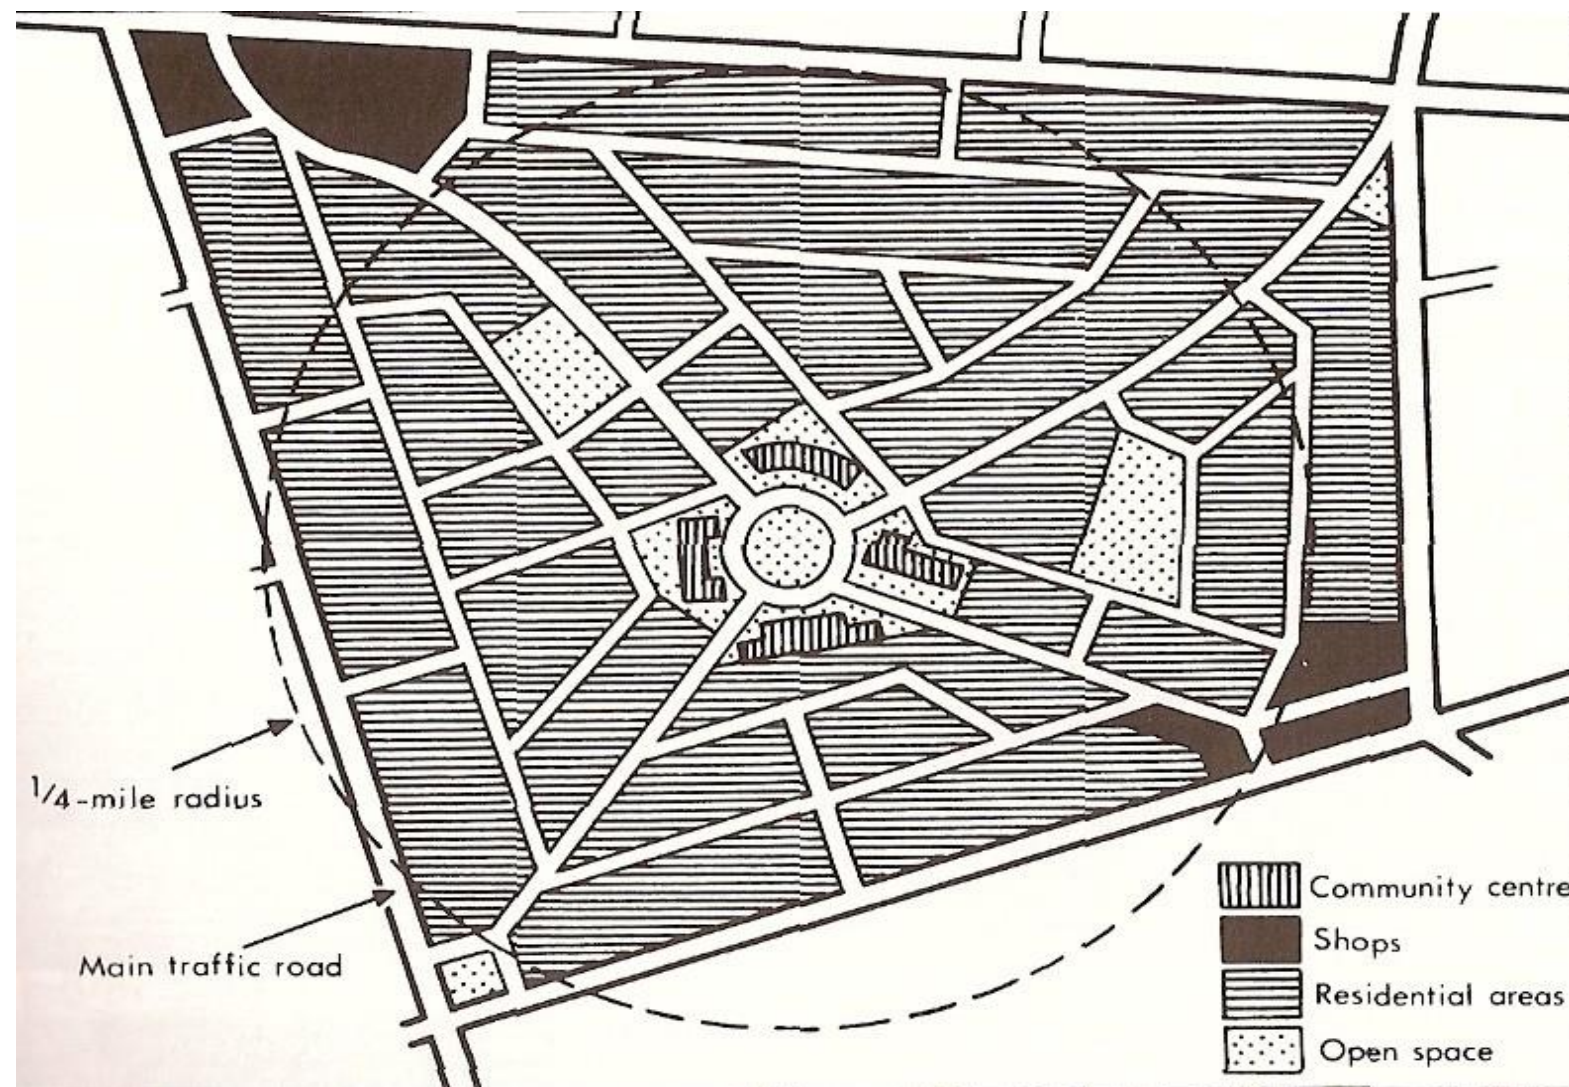 1/4-mile radius
Main traffic road
Community centre
Shops
Residential areas
Open space